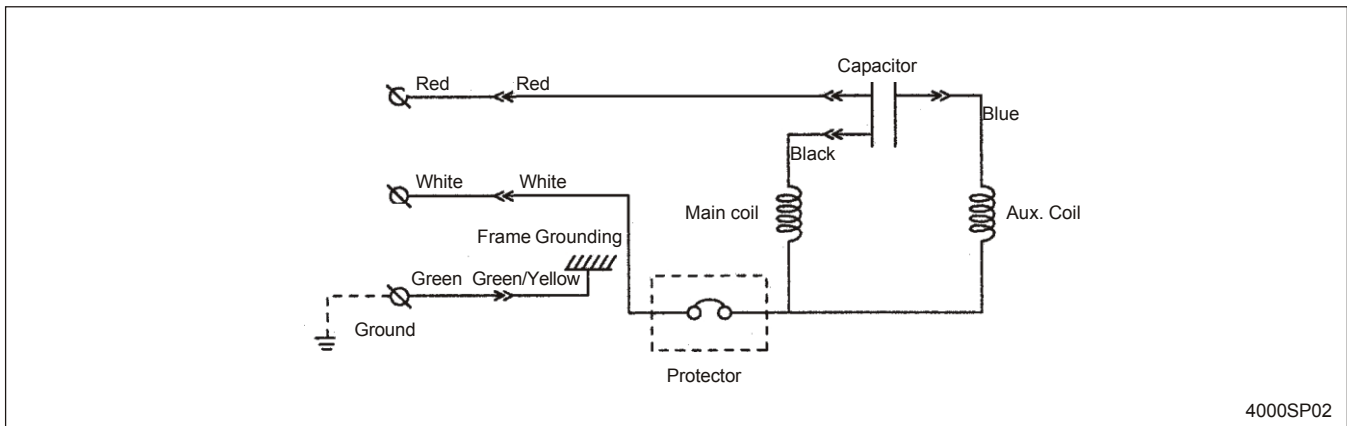 Capacitor
Red Red
Blue
Black
White White
Main coil Aux. Coil
Frame Grounding
Green Green/Yellow
Ground
Protector
4000SP02